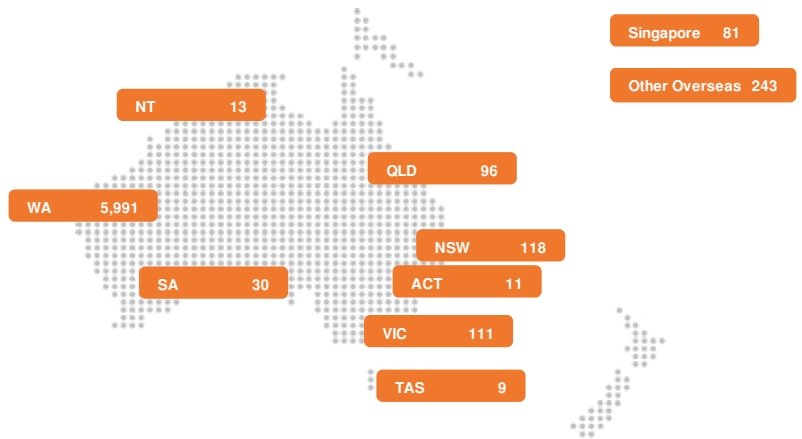 Singapore 81
Other Overseas 243
NT 13
QLD 96
WA 5,991
NSW 118
SA 30
ACT 11
VIC 111
TAS 9